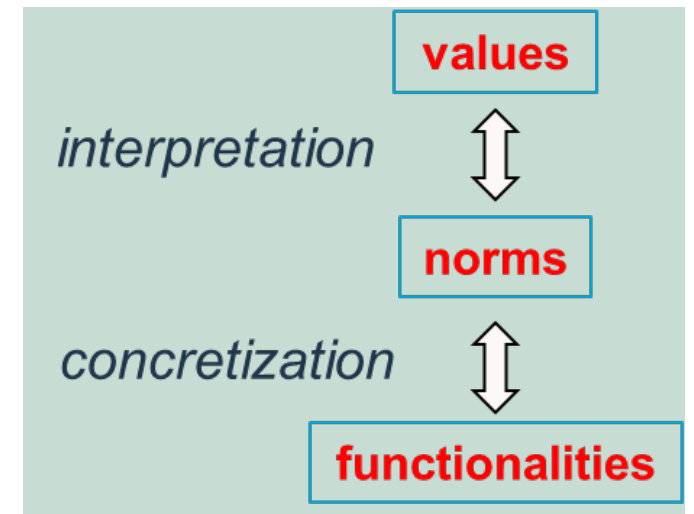 values
interpretation
norms
concretization
functionalities